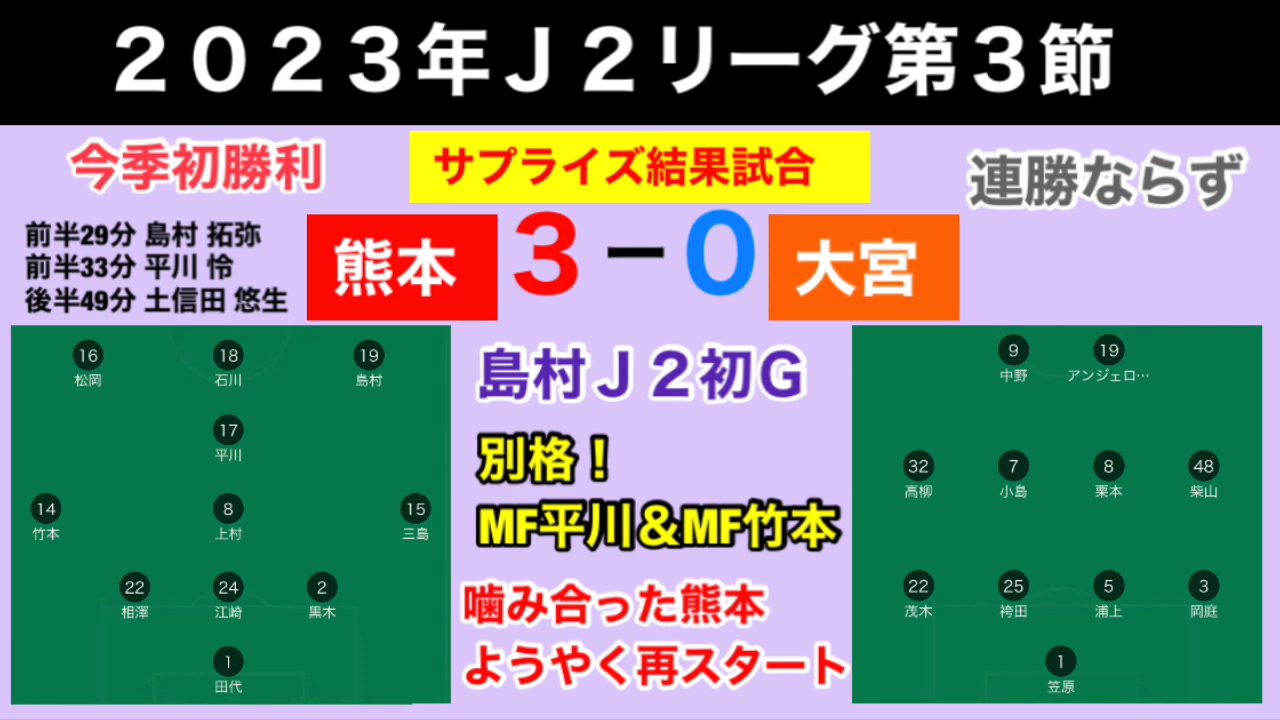 ２０２３年Ｊ２リーグ第３節
今季初勝利
サプライズ結果試合
連勝ならず
前半29分 島村 拓弥
前半33分 平川 怜
後半49分 土信田 悠生
熊本
３－０
大宮
16
松岡
18
石川
19
島村
17
平川
14
竹本
8
上村
15
三島
22
相澤
24
江崎
2
黒木
1
田代
島村Ｊ２初Ｇ
別格！
MF平川＆MF竹本
噛み合った熊本
ようやく再スタート
9
中野
19
アンジェロ…
32
高柳
7
小島
8
栗本
48
柴山
22
茂木
25
袴田
5
浦上
3
岡庭
1
笠原